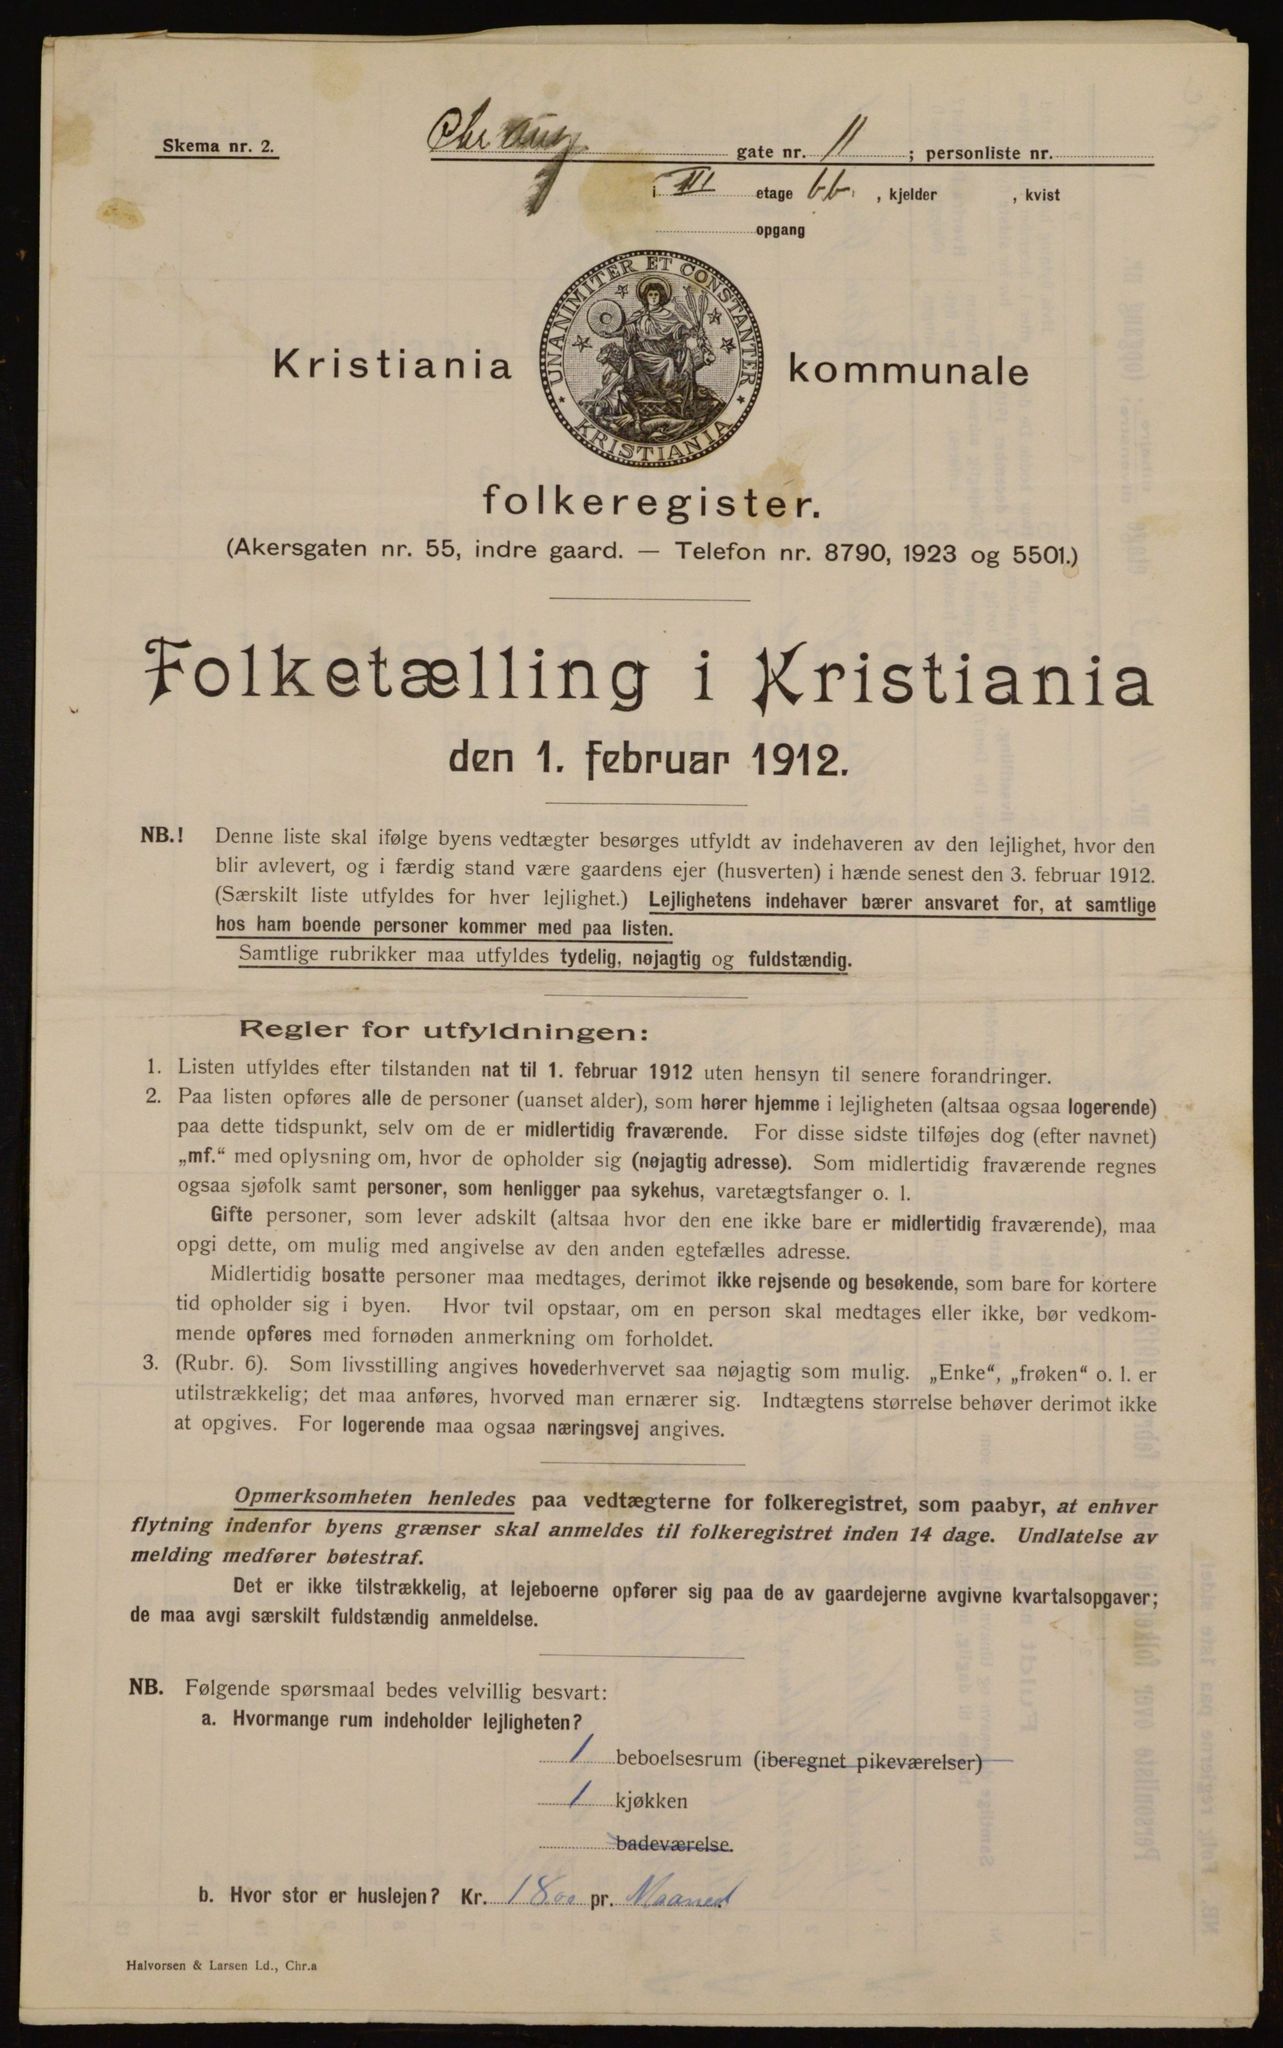 Skema nr. 2.
Chr Aug gate nr. 11 ; personliste nr.
i III etage bb. , kjelder , kvist
opgang
UNANIMITER ET CONSTANTER
KRISTIANIA
Kristiania kommunale
folkeregister.
(Akersgaten nr. 55, indre gaard. — Telefon nr. 8790, 1923 og 5501.)
Folketælling i Kristiania
den 1. februar 1912.
NB.! Denne liste skal ifølge byens vedtægter besørges utfyldt av indehaveren av den lejlighet, hvor den
blir avlevert, og i færdig stand være gaardens ejer (husverten) i hænde senest den 3. februar 1912.
(Særskilt liste utfyldes for hver lejlighet.) Lejlighetens indehaver bærer ansvaret for, at samtlige
hos ham boende personer kommer med paa listen.
Samtlige rubrikker maa utfyldes tydelig, nøjagtig og fuldstændig.
Regler for utfyldningen:
1. Listen utfyldes efter tilstanden nat til 1. februar 1912 uten hensyn til senere forandringer.
2. Paa listen opføres alle de personer (uanset alder), som hører hjemme i lejligheten (altsaa ogsaa logerende)
paa dette tidspunkt, selv om de er midlertidig fraværende. For disse sidste tilføjes dog (efter navnet)
„mf.“ med oplysning om, hvor de opholder sig (nøjagtig adresse). Som midlertidig fraværende regnes
ogsaa sjøfolk samt personer, som henligger paa sykehus, varetægtsfanger o. l.
Gifte personer, som lever adskilt (altsaa hvor den ene ikke bare er midlertidig fraværende), maa
opgi dette, om mulig med angivelse av den anden egtefælles adresse.
Midlertidig bosatte personer maa medtages, derimot ikke rejsende og besøkende, som bare for kortere
tid opholder sig i byen. Hvor tvil opstaar, om en person skal medtages eller ikke, bør vedkom-
mende opføres med fornøden anmerkning om forholdet.
3. (Rubr. 6). Som livsstilling angives hovederhvervet saa nøjagtig som mulig. „Enke“, „frøken“ o. l. er
utilstrækkelig; det maa anføres, hvorved man ernærer sig. Indtægtens størrelse behøver derimot ikke
at opgives. For logerende maa ogsaa næringsvej angives.
Opmerksomheten henledes paa vedtægterne for folkeregistret, som paabyr, at enhver
flytning indenfor byens grænser skal anmeldes til folkeregistret inden 14 dage. Undlatelse av
melding medfører bøtestraf.
Det er ikke tilstrækkelig, at lejeboerne opfører sig paa de av gaardejerne avgivne kvartalsopgaver;
de maa avgi særskilt fuldstændig anmeldelse.
NB. Følgende spørsmaal bedes velvillig besvart:
a. Hvormange rum indeholder lejligheten?
1 beboelsesrum (iberegnet pikeværelser)
1 kjøkken
badeværelse.
b. Hvor stor er huslejen? Kr. 18 00 pr. Maaned
Halvorsen & Larsen Ld., Chr.a